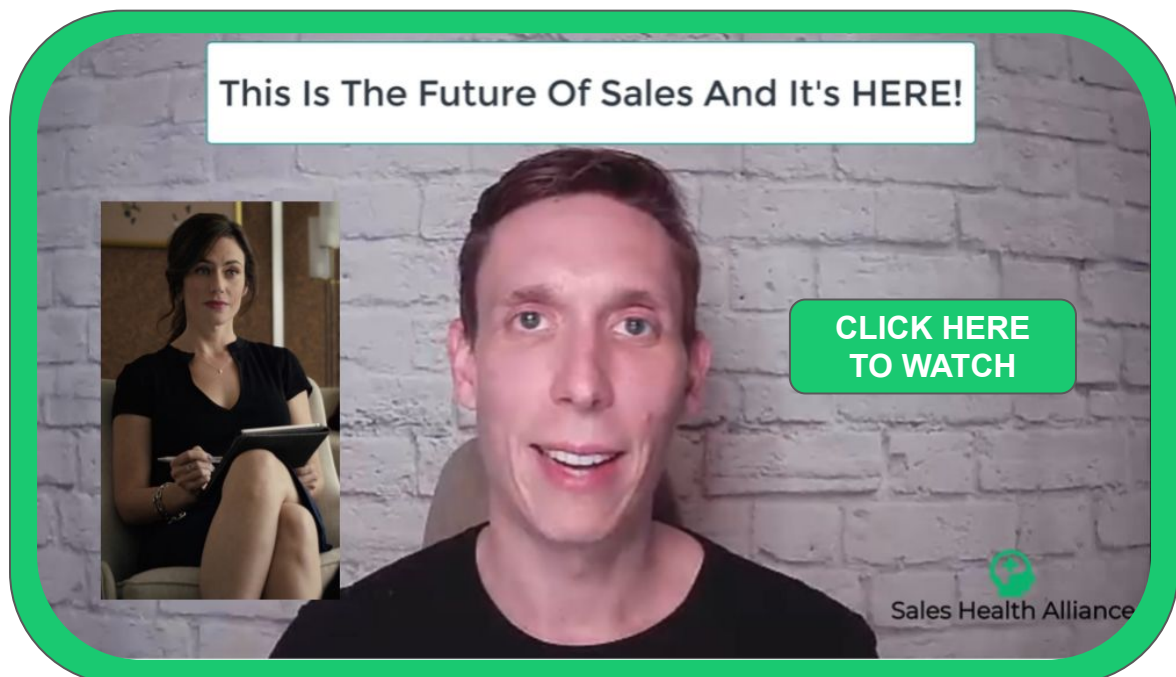 This Is The Future Of Sales And It's HERE!
CLICK HERE
TO WATCH
Sales Health Alliance